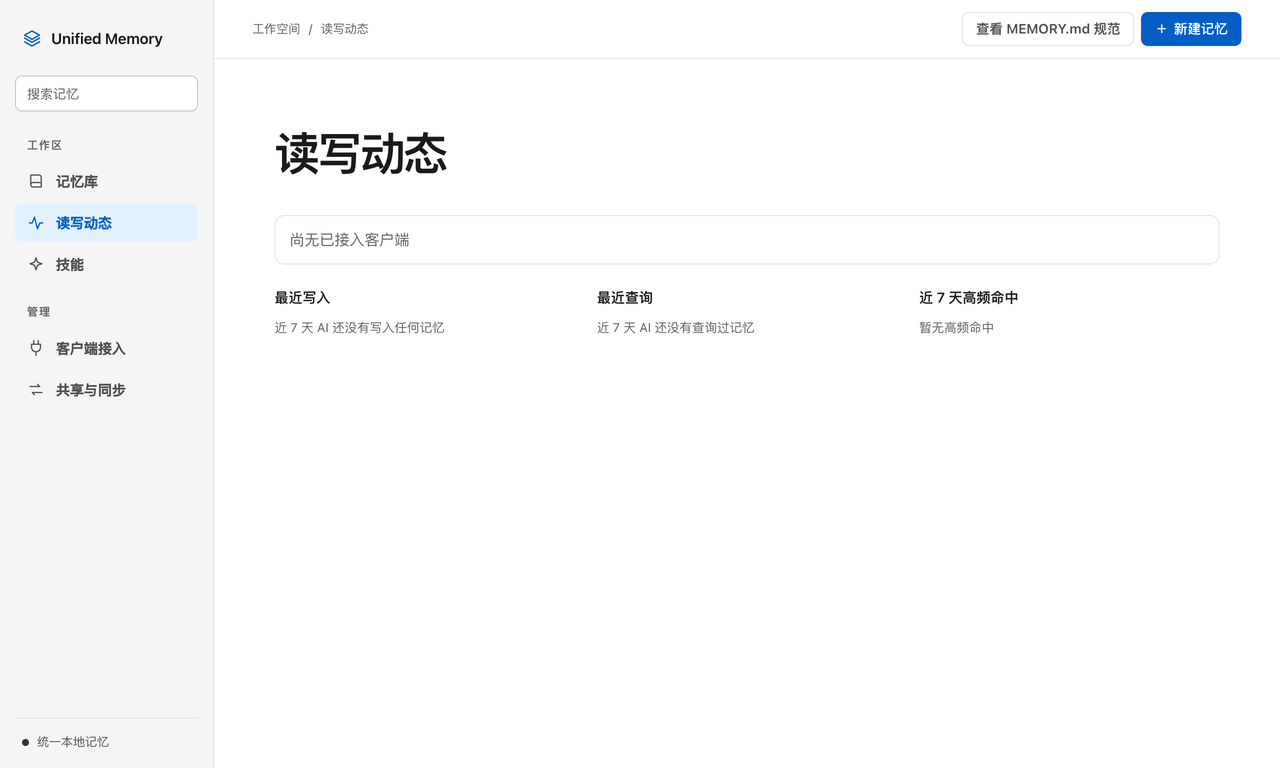 Unified Memory
搜索记忆
工作区
记忆库
读写动态
技能
管理
客户端接入
共享与同步
统一本地记忆
工作空间 / 读写动态
查看 MEMORY.md 规范
+ 新建记忆
读写动态
尚无已接入客户端
最近写入
近 7 天 AI 还没有写入任何记忆
最近查询
近 7 天 AI 还没有查询过记忆
近 7 天高频命中
暂无高频命中